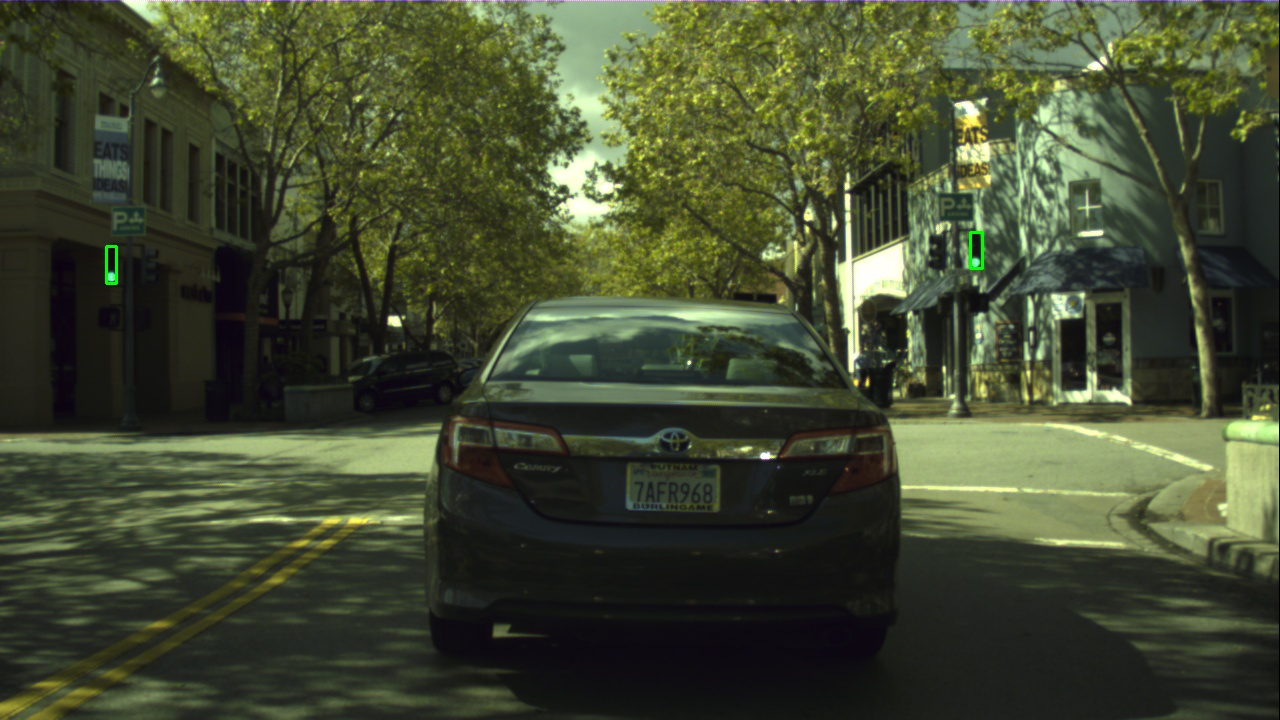 EATS
THINGS
IDEAS!
P
EATS
IDEAS!
P
Camry
XLE
PUTNAM
7AFR968
BURLINGAME